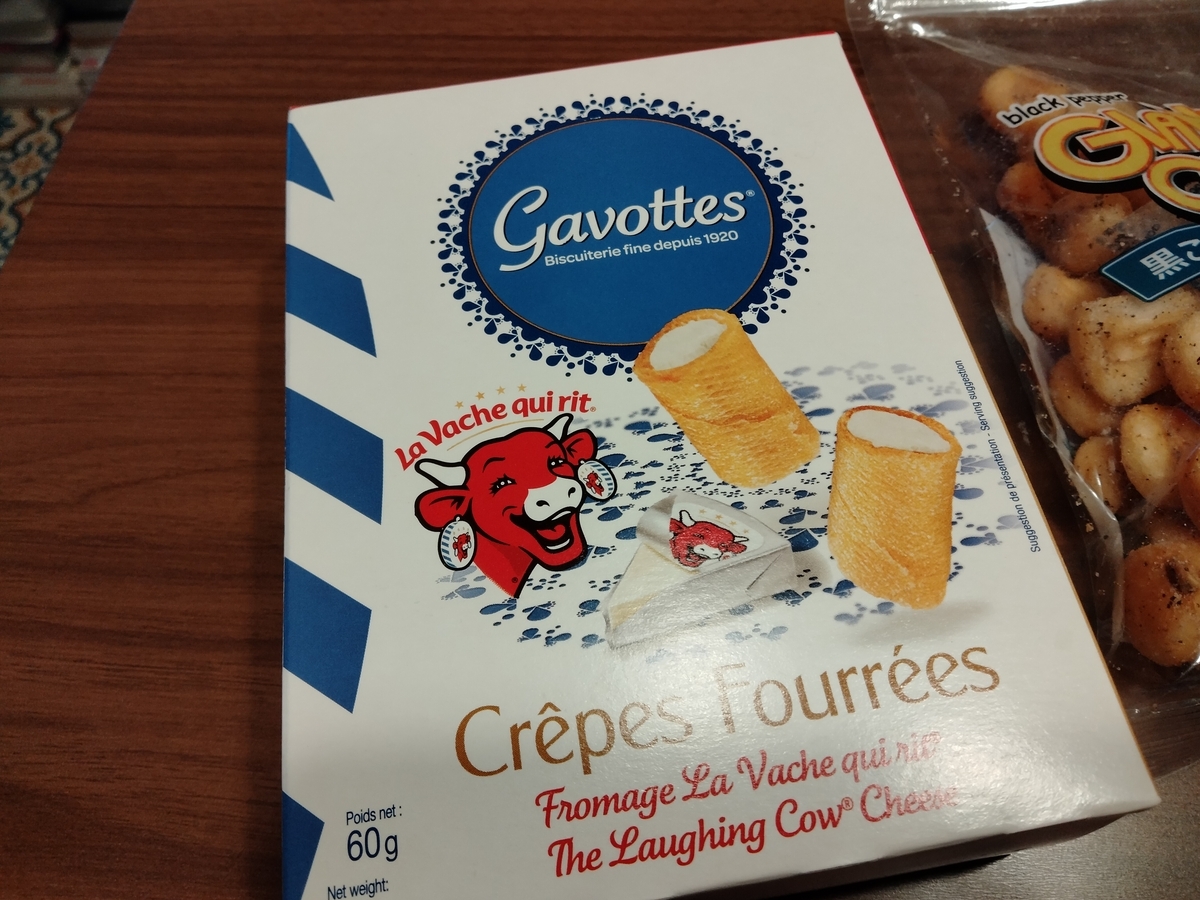 Gavottes®
Biscuiterie fine depuis 1920
La Vache qui rit®
Suggestion de présentation - Serving suggestion
Crêpes Fourrées
Fromage La Vache qui rit®
The Laughing Cow® Cheese
Poids net :
60 g
Net weight:
black pepper